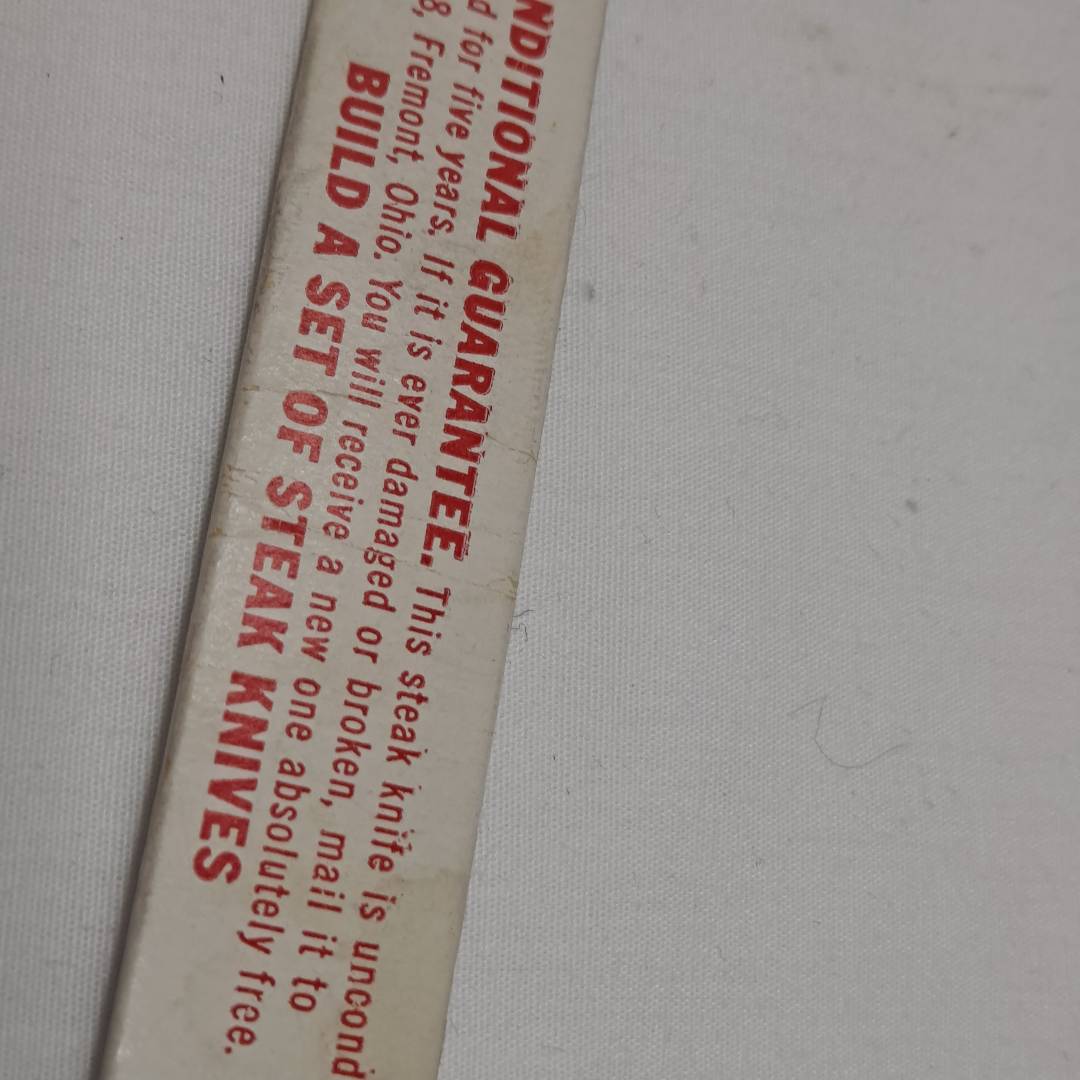 NDITIONAL GUARANTEE. This steak knife is uncond
d for five years. If it is ever damaged or broken, mail it to
8, Fremont, Ohio. You will receive a new one absolutely free.
BUILD A SET OF STEAK KNIVES